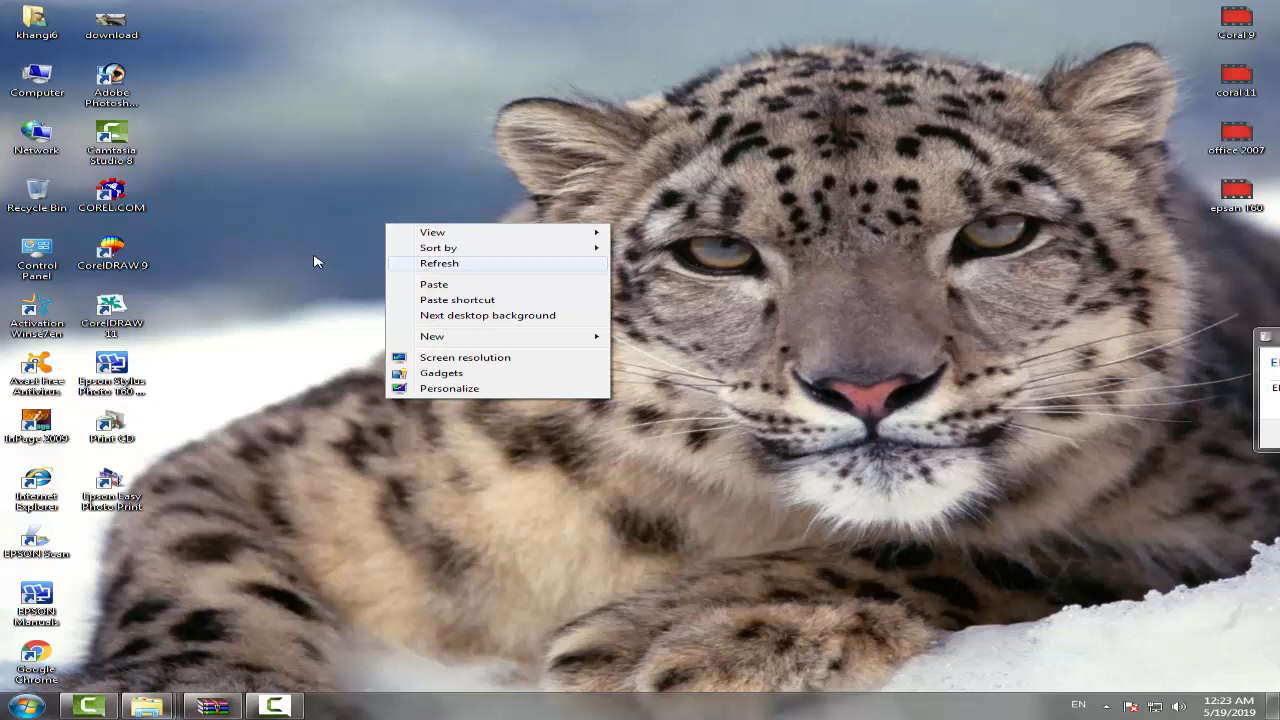 khangi6
download
Computer
Adobe
Photosh...
Network
Camtasia
Studio 8
Recycle Bin
COREL.COM
Control
Panel
CorelDRAW 9
Activation
Winse7en
CorelDRAW
11
Avast Free
Antivirus
Epson Stylus
Photo T60 ...
InPage 2009
Print CD
Internet
Explorer
Epson Easy
Photo Print
EPSON Scan
EPSON
Manuals
Google
Chrome
View
Sort by
Refresh
Paste
Paste shortcut
Next desktop background
New
Screen resolution
Gadgets
Personalize
Coral 9
coral 11
office 2007
epsan T60
EN
12:23 AM
5/19/2019